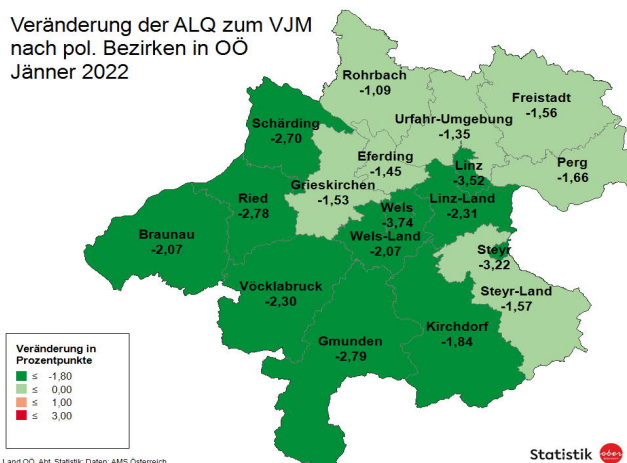 Veränderung der ALQ zum VJM
nach pol. Bezirken in OÖ
Jänner 2022
Rohrbach
-1,09
Freistadt
-1,56
Urfahr-Umgebung
-1,35
Schärding
-2,70
Eferding
-1,45
Linz
-3,52
Perg
-1,66
Grieskirchen
-1,53
Ried
-2,78
Wels
-3,74
Linz-Land
-2,31
Braunau
-2,07
Wels-Land
-2,07
Steyr
-3,22
Vöcklabruck
-2,30
Steyr-Land
-1,57
Kirchdorf
-1,84
Gmunden
-2,79
Veränderung in
Prozentpunkte
≤ -1,80
≤ 0,00
≤ 1,00
≤ 3,00
Land OÖ, Abt. Statistik; Daten: AMS Österreich
Statistik